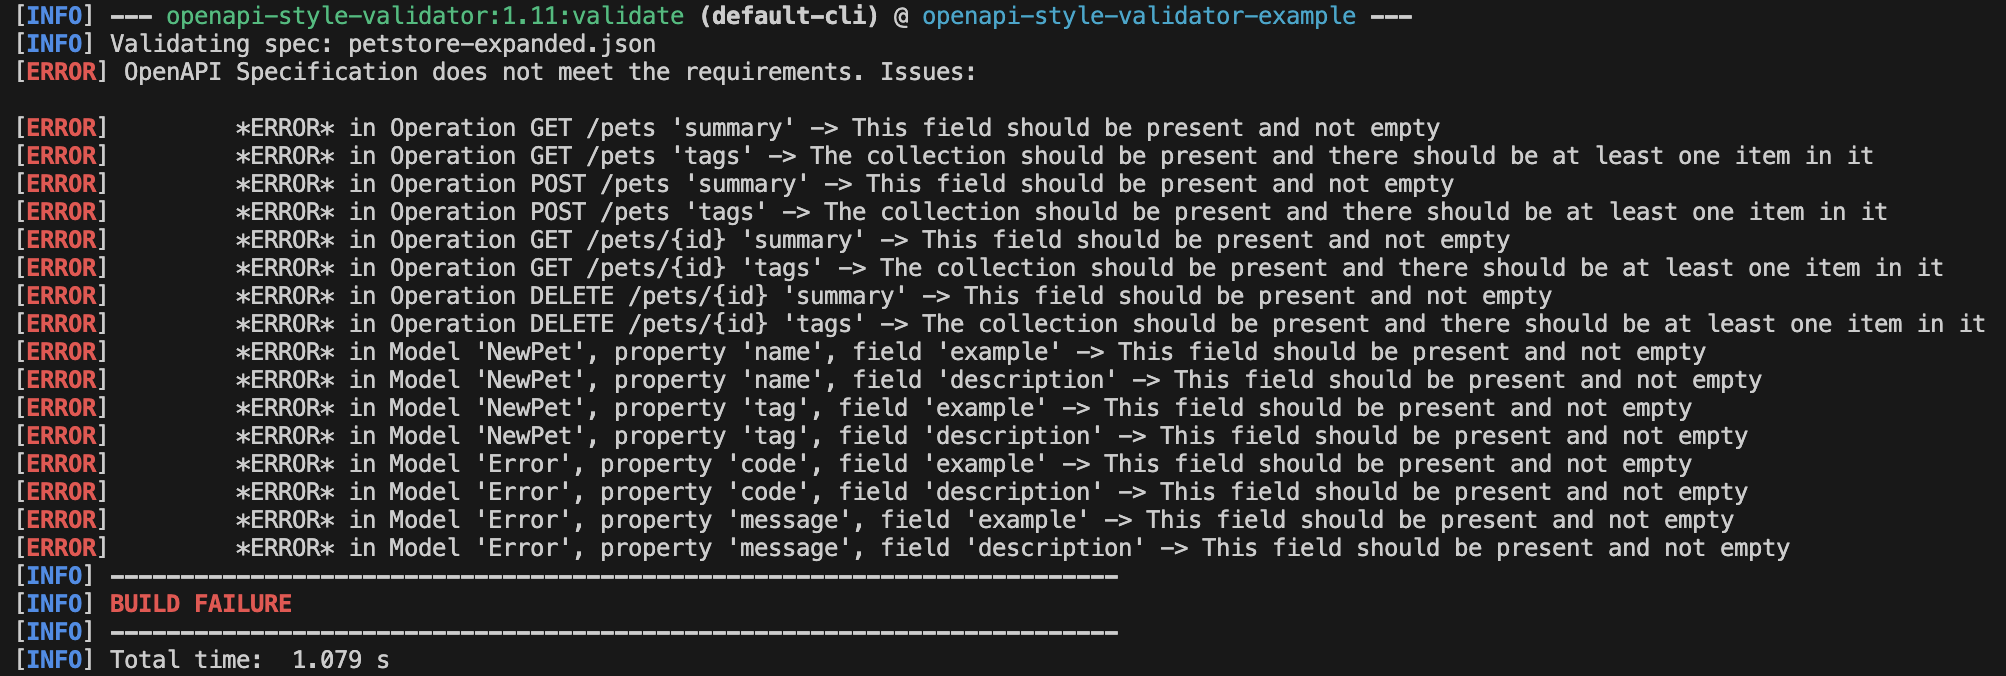 [INFO] --- openapi-style-validator:1.11:validate (default-cli) @ openapi-style-validator-example ---
[INFO] Validating spec: petstore-expanded.json
[ERROR] OpenAPI Specification does not meet the requirements. Issues:
[ERROR] *ERROR* in Operation GET /pets 'summary' -> This field should be present and not empty
[ERROR] *ERROR* in Operation GET /pets 'tags' -> The collection should be present and there should be at least one item in it
[ERROR] *ERROR* in Operation POST /pets 'summary' -> This field should be present and not empty
[ERROR] *ERROR* in Operation POST /pets 'tags' -> The collection should be present and there should be at least one item in it
[ERROR] *ERROR* in Operation GET /pets/{id} 'summary' -> This field should be present and not empty
[ERROR] *ERROR* in Operation GET /pets/{id} 'tags' -> The collection should be present and there should be at least one item in it
[ERROR] *ERROR* in Operation DELETE /pets/{id} 'summary' -> This field should be present and not empty
[ERROR] *ERROR* in Operation DELETE /pets/{id} 'tags' -> The collection should be present and there should be at least one item in it
[ERROR] *ERROR* in Model 'NewPet', property 'name', field 'example' -> This field should be present and not empty
[ERROR] *ERROR* in Model 'NewPet', property 'name', field 'description' -> This field should be present and not empty
[ERROR] *ERROR* in Model 'NewPet', property 'tag', field 'example' -> This field should be present and not empty
[ERROR] *ERROR* in Model 'NewPet', property 'tag', field 'description' -> This field should be present and not empty
[ERROR] *ERROR* in Model 'Error', property 'code', field 'example' -> This field should be present and not empty
[ERROR] *ERROR* in Model 'Error', property 'code', field 'description' -> This field should be present and not empty
[ERROR] *ERROR* in Model 'Error', property 'message', field 'example' -> This field should be present and not empty
[ERROR] *ERROR* in Model 'Error', property 'message', field 'description' -> This field should be present and not empty
[INFO] ------------------------------------------------------------------------
[INFO] BUILD FAILURE
[INFO] ------------------------------------------------------------------------
[INFO] Total time:  1.079 s